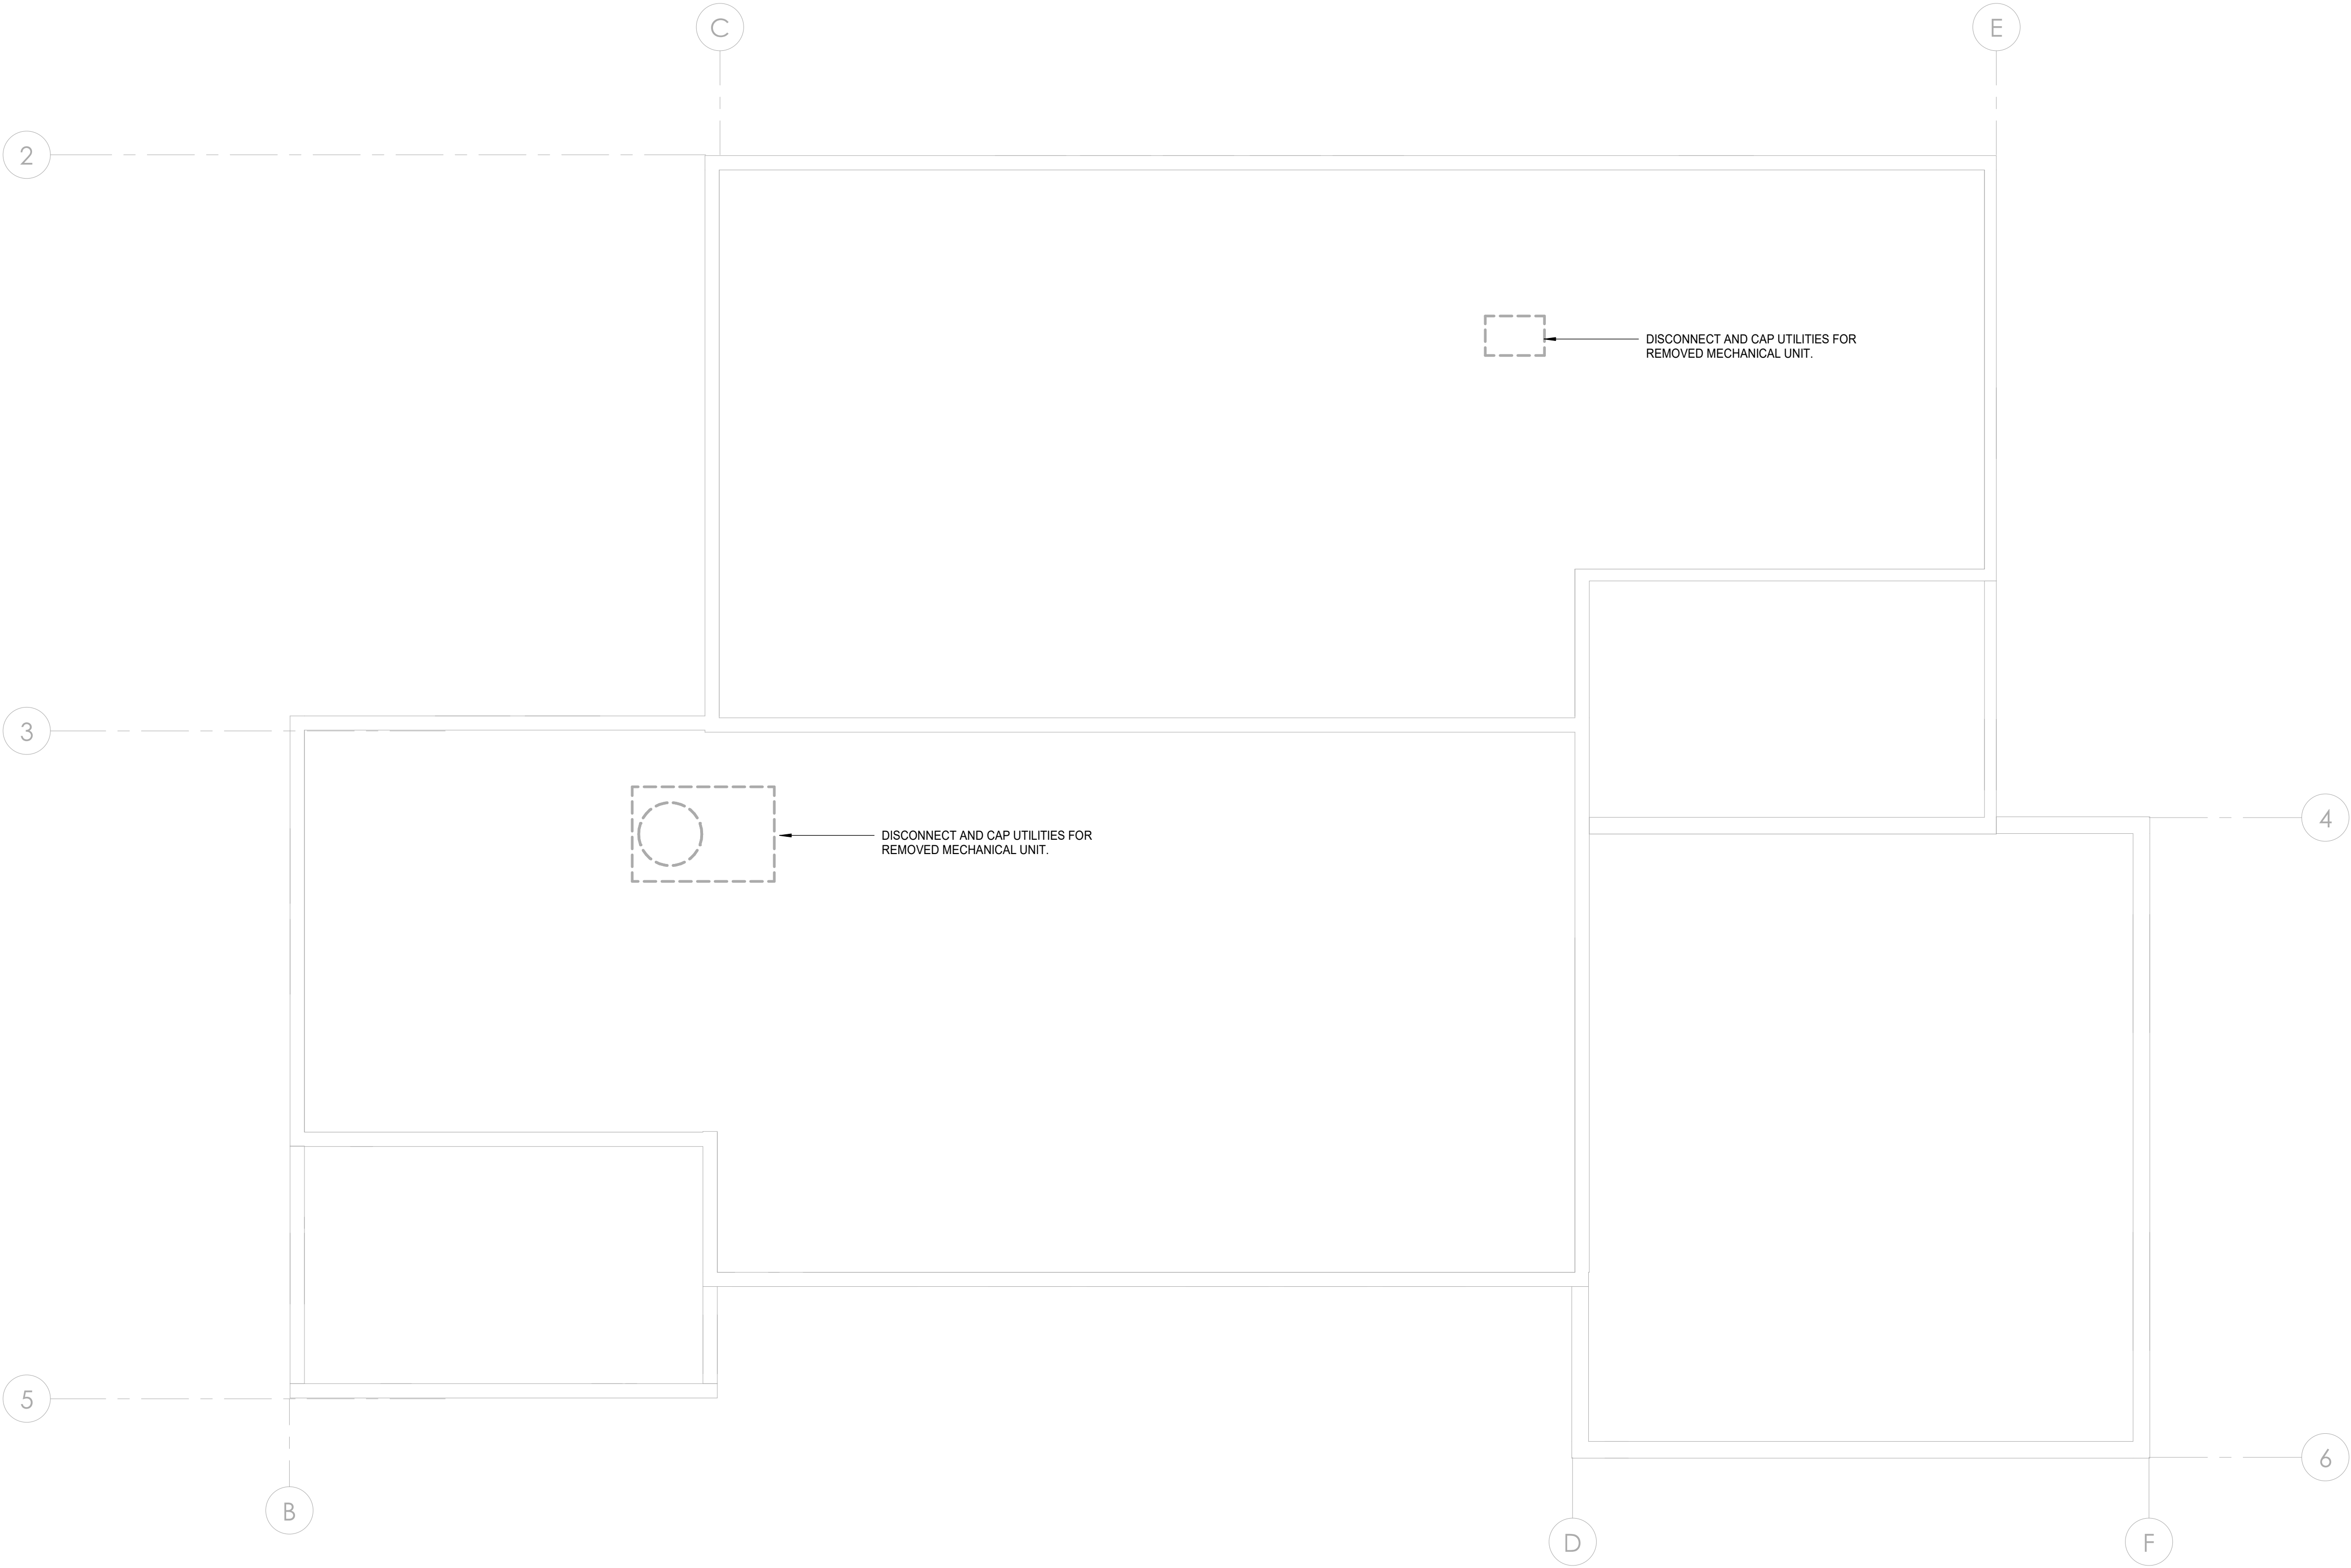 C
E
2
DISCONNECT AND CAP UTILITIES FOR
REMOVED MECHANICAL UNIT.
3
4
DISCONNECT AND CAP UTILITIES FOR
REMOVED MECHANICAL UNIT.
5
6
B
D
F